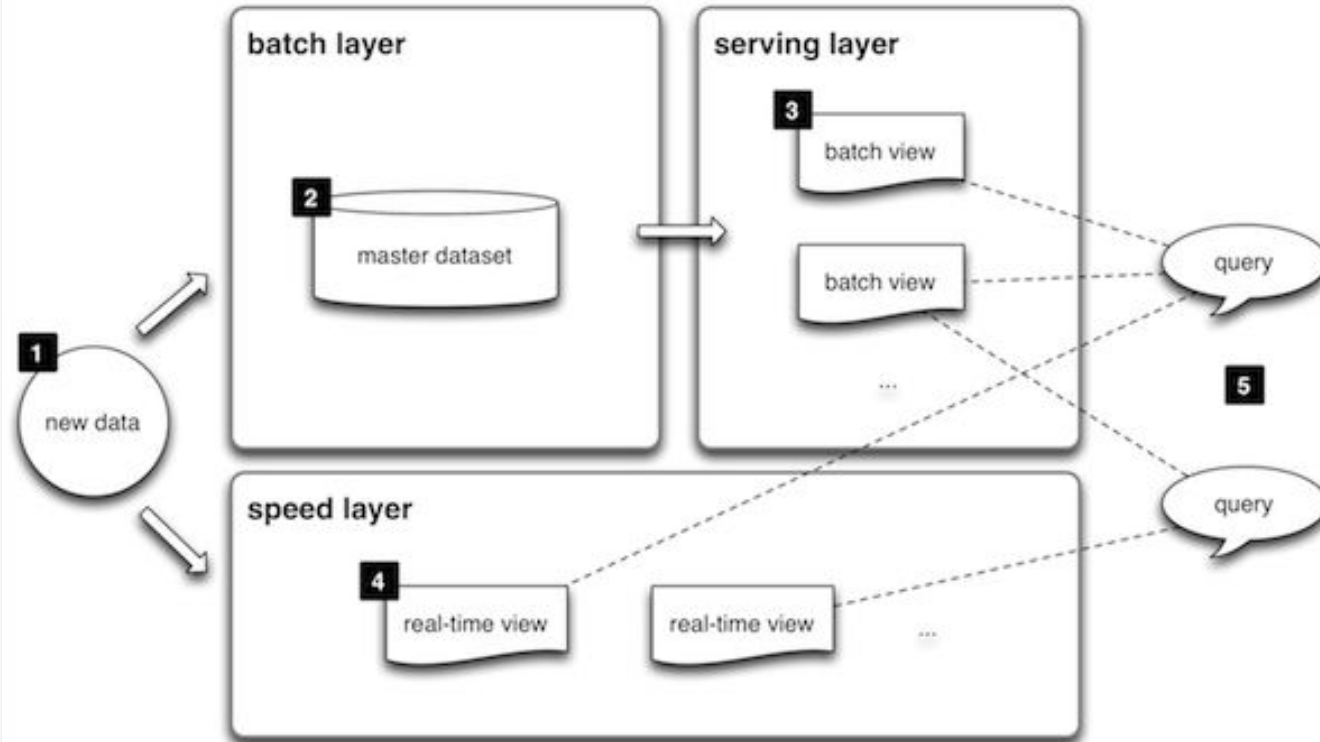 batch layer
serving layer
3
batch view
2
master dataset
batch view
query
1
new data
...
5
speed layer
query
4
real-time view
real-time view
...